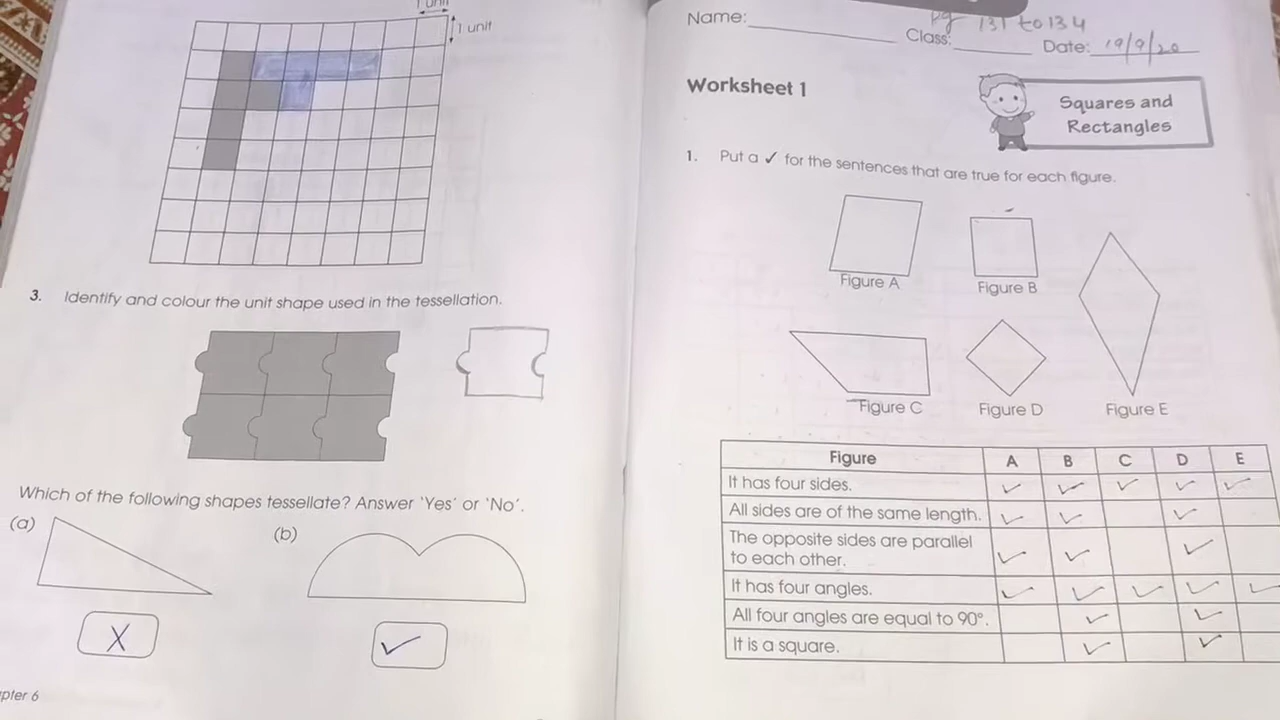 1 unit
1 unit
3. Identify and colour the unit shape used in the tessellation.
Which of the following shapes tessellate? Answer ‘Yes’ or ‘No’.
(a)
(b)
X
✓
pter 6
Name:
pg 131 to 134
Class:
Date: 19/9/20
Worksheet 1
Squares and
Rectangles
1. Put a ✓ for the sentences that are true for each figure.
Figure A
Figure B
Figure C
Figure D
Figure E
Figure A B C D E
It has four sides. ✓ ✓ ✓ ✓ ✓
All sides are of the same length. ✓ ✓ ✓
The opposite sides are parallel
to each other. ✓ ✓ ✓
It has four angles. ✓ ✓ ✓ ✓ ✓
All four angles are equal to 90°. ✓ ✓
It is a square. ✓ ✓